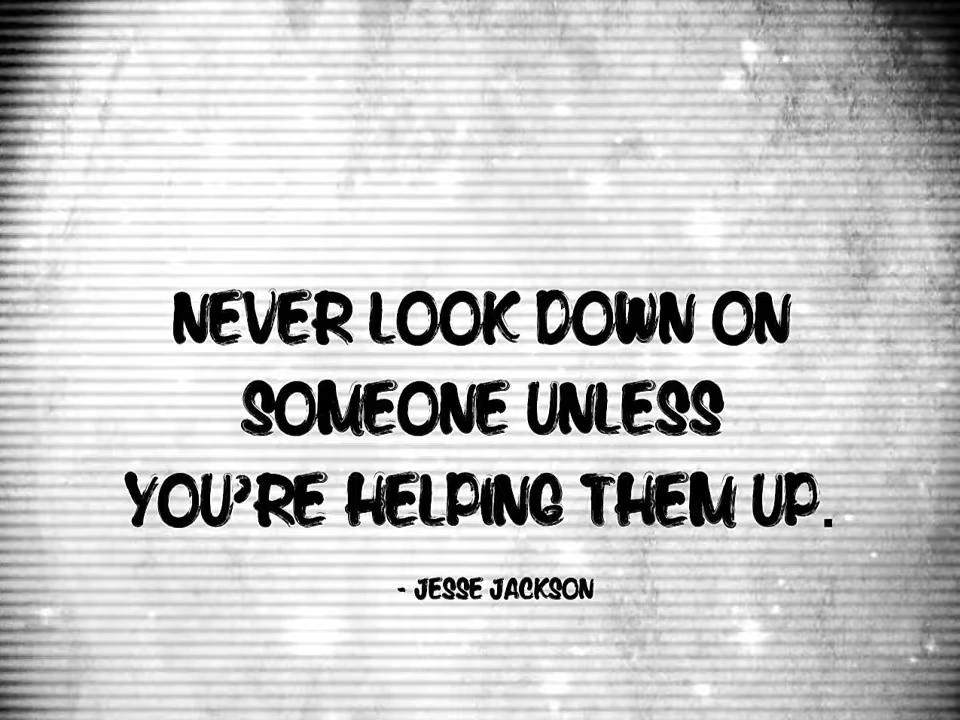 NEVER LOOK DOWN ON
SOMEONE UNLESS
YOU'RE HELPING THEM UP.
- JESSE JACKSON